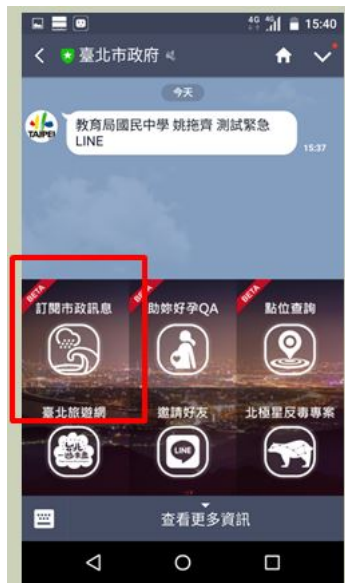 4G 4G 15:40
臺北市政府
今天
TAIPEI
教育局國民中學 姚拖齊 測試緊急
LINE
15:37
BETA BETA BETA
訂閱市政訊息 助妳好孕QA 點位查詢
臺北旅遊網 邀請好友 北極星反毒專案
LINE
查看更多資訊